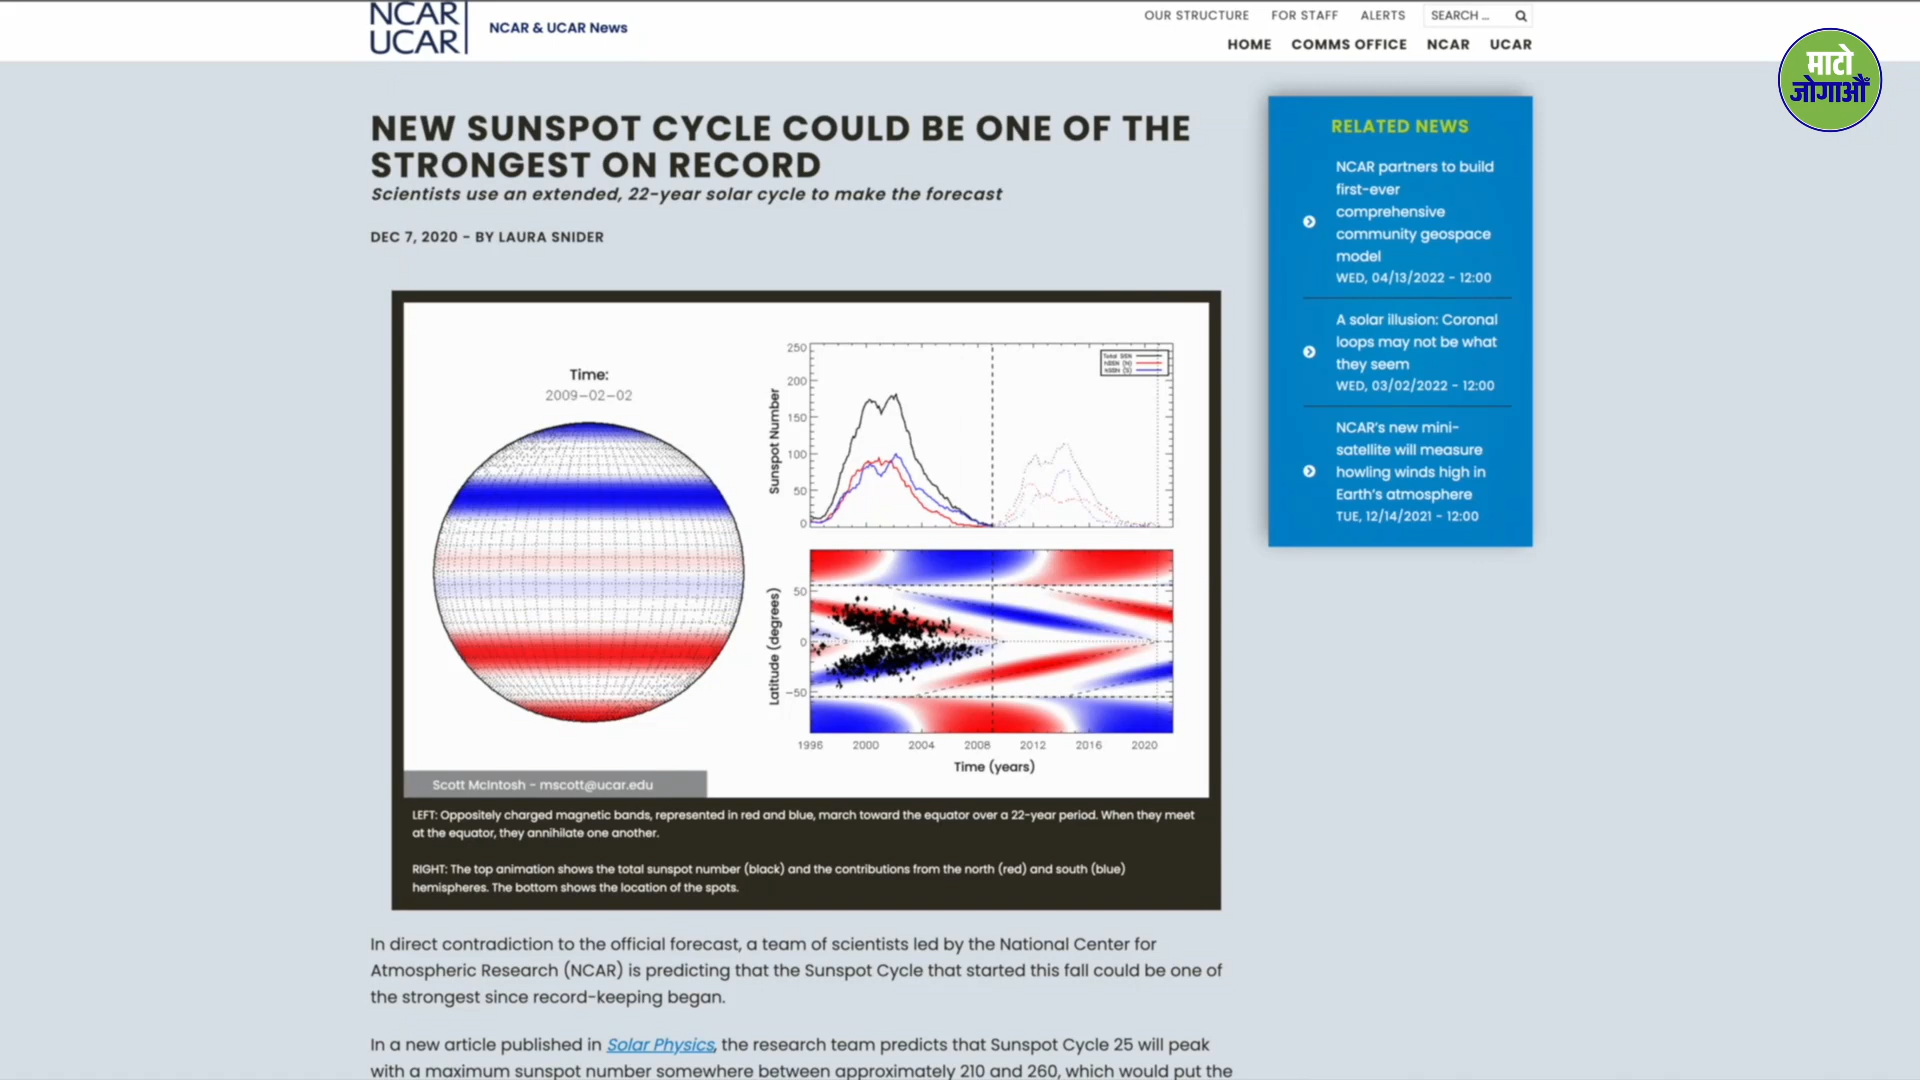 NCAR
UCAR
NCAR & UCAR News
OUR STRUCTURE FOR STAFF ALERTS SEARCH ...
HOME COMMS OFFICE NCAR UCAR
माटो
जोगाऔँ
NEW SUNSPOT CYCLE COULD BE ONE OF THE
STRONGEST ON RECORD
Scientists use an extended, 22-year solar cycle to make the forecast
DEC 7, 2020 - BY LAURA SNIDER
Time:
2009-02-02
Sunspot Number
250
200
150
100
50
0
Total SSN
hSSN (N)
hSSN (S)
Latitude (degrees)
50
0
-50
1996 2000 2004 2008 2012 2016 2020
Time (years)
Scott McIntosh - mscott@ucar.edu
LEFT: Oppositely charged magnetic bands, represented in red and blue, march toward the equator over a 22-year period. When they meet
at the equator, they annihilate one another.
RIGHT: The top animation shows the total sunspot number (black) and the contributions from the north (red) and south (blue)
hemispheres. The bottom shows the location of the spots.
In direct contradiction to the official forecast, a team of scientists led by the National Center for
Atmospheric Research (NCAR) is predicting that the Sunspot Cycle that started this fall could be one of
the strongest since record-keeping began.
In a new article published in Solar Physics, the research team predicts that Sunspot Cycle 25 will peak
with a maximum sunspot number somewhere between approximately 210 and 260, which would put the
RELATED NEWS
NCAR partners to build
first-ever
comprehensive
community geospace
model
WED, 04/13/2022 - 12:00
A solar illusion: Coronal
loops may not be what
they seem
WED, 03/02/2022 - 12:00
NCAR's new mini-
satellite will measure
howling winds high in
Earth's atmosphere
TUE, 12/14/2021 - 12:00